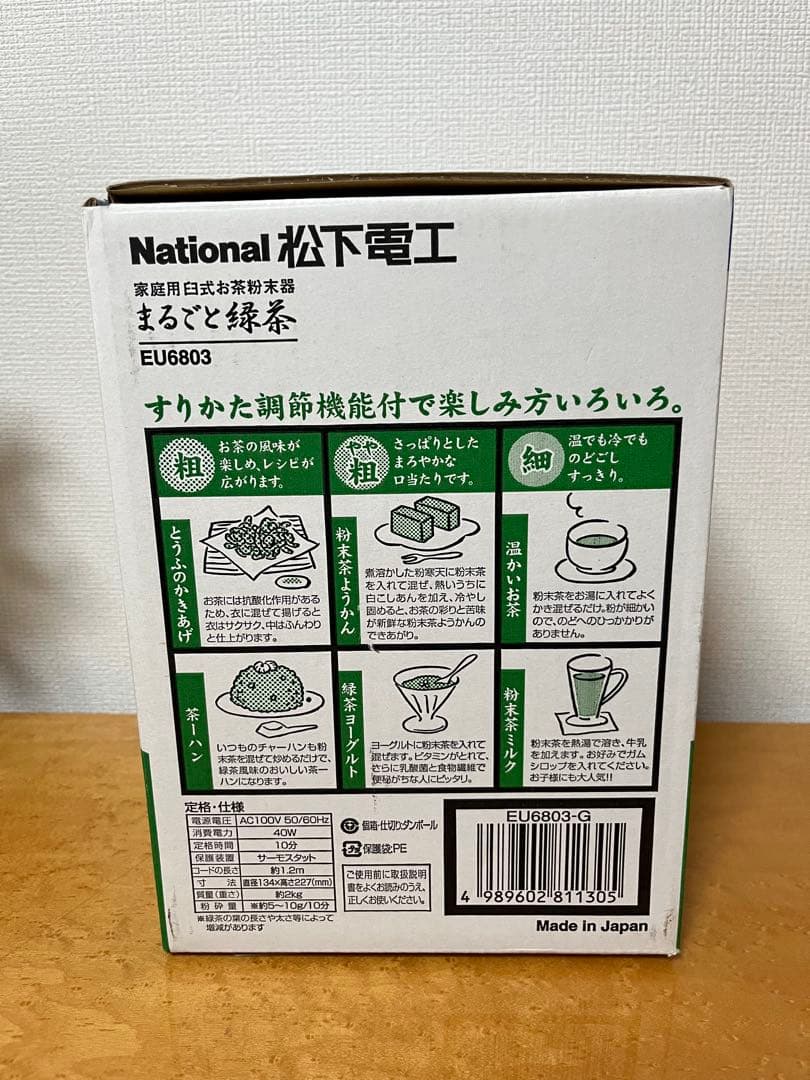 National 松下電工
家庭用臼式お茶粉末器
まるごと緑茶
EU6803
すりかた調節機能付で楽しみ方いろいろ。
粗
お茶の風味が
楽しめ、レシピが
広がります。
やや
粗
さっぱりとした
まろやかな
口当たりです。
細
温でも冷でも
のどごし
すっきり。
とうふのかきあげ
お茶には抗酸化作用がある
ため、衣に混ぜて揚げると
衣はサクサク、中はふんわり
と仕上がります。
粉末茶ようかん
煮溶かした粉寒天に粉末茶
を入れて混ぜ、熱いうちに
白こしあんを加え、冷やし
固めると、お茶の彩りと苦味
が新鮮な粉末茶ようかんの
できあがり。
温かいお茶
粉末茶をお湯に入れてよく
かき混ぜるだけ。粉が細かい
ので、のどへのひっかかりが
ありません。
茶ーハン
いつものチャーハンも粉
末茶を混ぜて炒めるだけで、
緑茶風味のおいしい茶ー
ハンになります。
緑茶ヨーグルト
ヨーグルトに粉末茶を入れて
混ぜます。ビタミンがとれて、
さらに乳酸菌と食物繊維で
便秘がちな人にピッタリ。
粉末茶ミルク
粉末茶を熱湯で溶き、牛乳
を加えます。お好みでガム
シロップを入れてください。
お子様にも大人気!!
定格・仕様
電源電圧 AC100V 50/60Hz
消費電力 40W
定格時間 10分
保護装置 サーモスタット
コードの長さ 約1.2m
寸法 直径134×高さ227(mm)
質量(重さ) 約2kg
粉砕量 ※約5〜10g/10分
※緑茶の葉の長さや太さ等によって
増減があります
個箱・仕切り:ダンボール
保護袋:PE
ご使用前に取扱説明
書をよくお読みのうえ、
正しくお使いください。
EU6803-G
4 989602 811305
Made in Japan